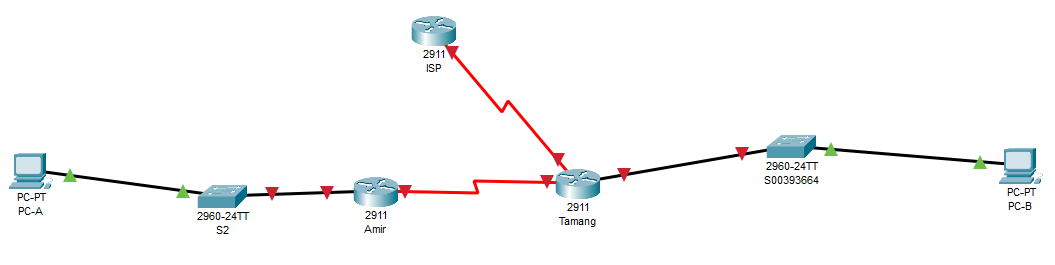 2911
ISP
2960-24TT
S00393664
PC-PT
PC-A
2960-24TT
S2
2911
Amir
2911
Tamang
PC-PT
PC-B